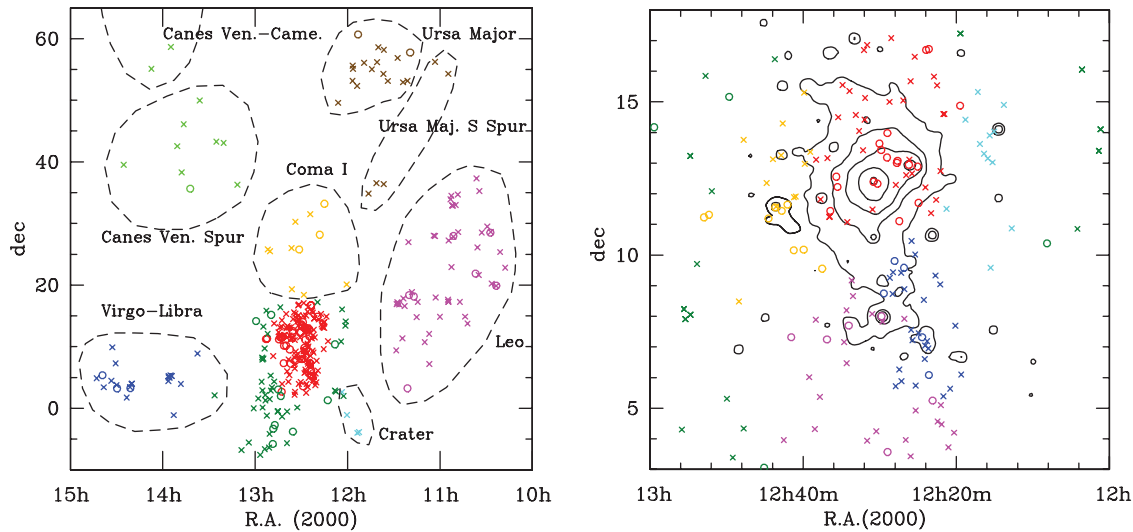 60
40
20
0
dec
15h
14h
13h
12h
11h
10h
R.A. (2000)
Canes Ven.-Came.
Ursa Major
Ursa Maj. S Spur
Coma I
Canes Ven. Spur
Virgo-Libra
Leo
Crater
15
10
5
dec
13h
12h40m
12h20m
12h
R.A.(2000)